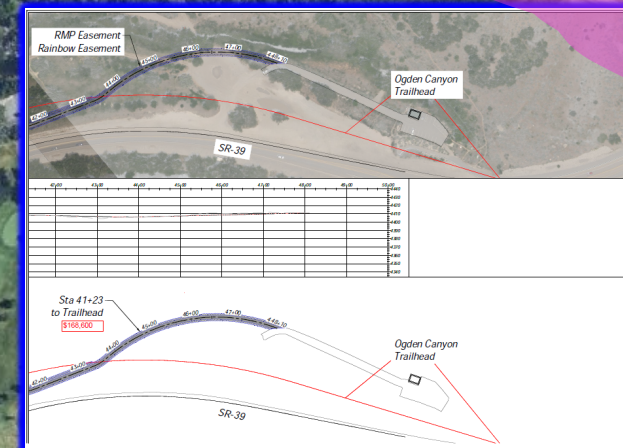 RMP Easement
Rainbow Easement
42+00
43+00
44+00
45+00
46+00
47+00
Ogden Canyon
Trailhead
SR-39
42+00
43+00
44+00
45+00
46+00
47+00
48+00
49+00
50+00
Sta 41+23
to Trailhead
$168,600
42+00
43+00
44+00
45+00
46+00
47+00
Ogden Canyon
Trailhead
SR-39